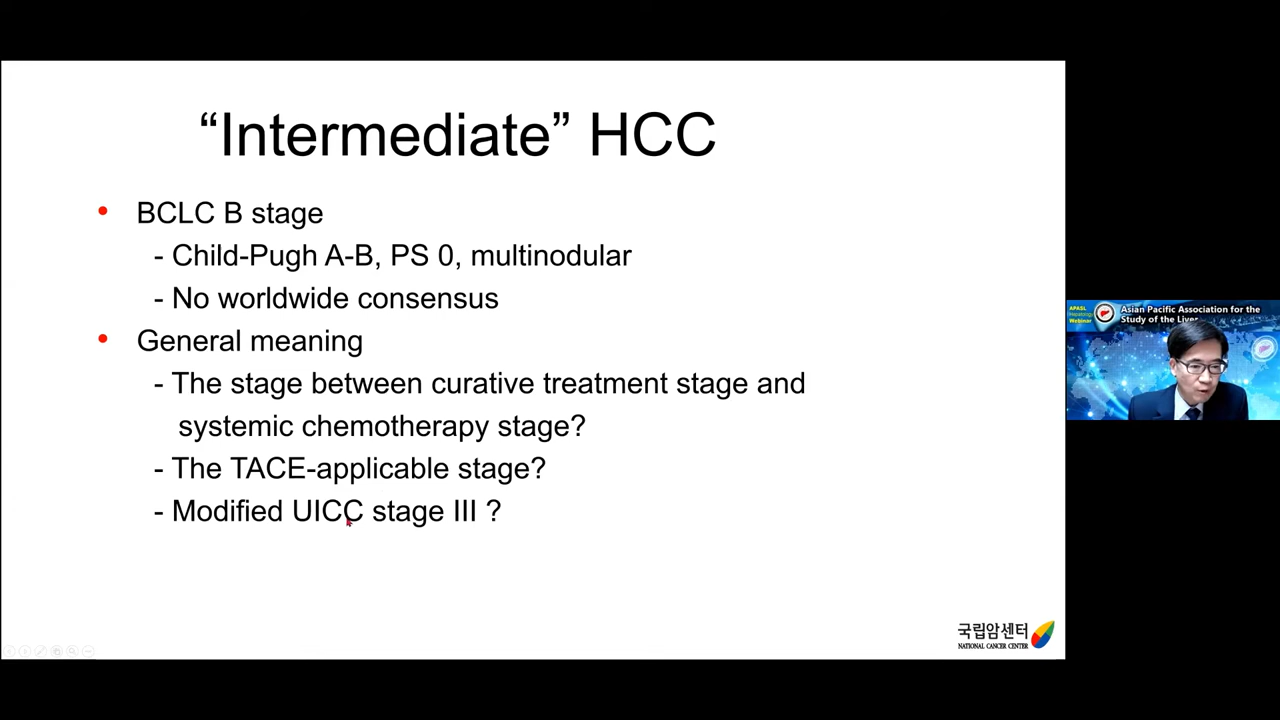 “Intermediate” HCC
• BCLC B stage
- Child-Pugh A-B, PS 0, multinodular
- No worldwide consensus
• General meaning
- The stage between curative treatment stage and
systemic chemotherapy stage?
- The TACE-applicable stage?
- Modified UICC stage III ?
국립암센터
NATIONAL CANCER CENTER
APASL
Hepatology
Webinar
Asian Pacific Association for the
Study of the Liver